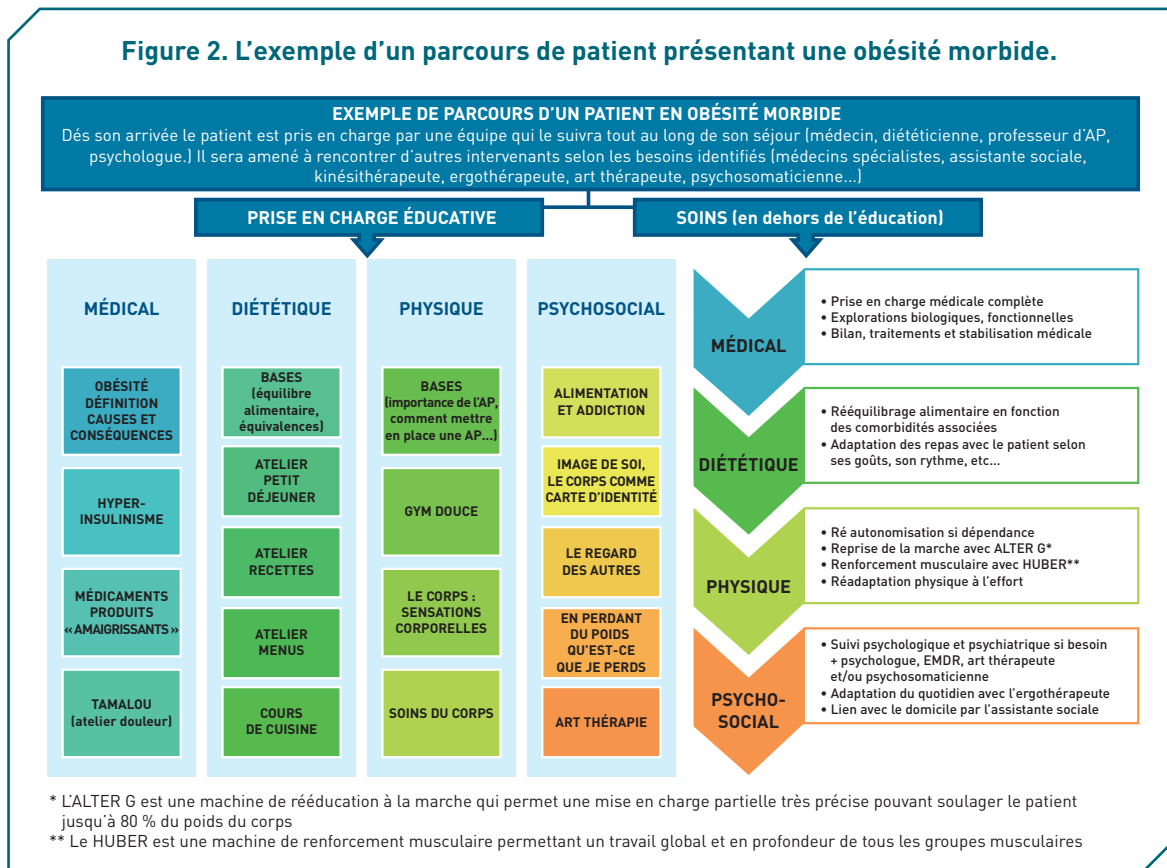 Figure 2. L'exemple d'un parcours de patient présentant une obésité morbide.
EXEMPLE DE PARCOURS D'UN PATIENT EN OBÉSITÉ MORBIDE
Dés son arrivée le patient est pris en charge par une équipe qui le suivra tout au long de son séjour (médecin, diététicienne, professeur d'AP,
psychologue.) Il sera amené à rencontrer d'autres intervenants selon les besoins identifiés (médecins spécialistes, assistante sociale,
kinésithérapeute, ergothérapeute, art thérapeute, psychosomaticienne...)
PRISE EN CHARGE ÉDUCATIVE
SOINS (en dehors de l'éducation)
MÉDICAL
OBÉSITÉ
DÉFINITION
CAUSES ET
CONSÉQUENCES
HYPER-
INSULINISME
MÉDICAMENTS
PRODUITS
« AMAIGRISSANTS »
TAMALOU
(atelier douleur)
DIÉTÉTIQUE
BASES
(équilibre
alimentaire,
équivalences)
ATELIER
PETIT
DÉJEUNER
ATELIER
RECETTES
ATELIER
MENUS
COURS
DE CUISINE
PHYSIQUE
BASES
(importance de l'AP,
comment mettre
en place une AP...)
GYM DOUCE
LE CORPS :
SENSATIONS
CORPORELLES
SOINS DU CORPS
PSYCHOSOCIAL
ALIMENTATION
ET ADDICTION
IMAGE DE SOI,
LE CORPS COMME
CARTE D'IDENTITÉ
LE REGARD
DES AUTRES
EN PERDANT
DU POIDS
QU'EST-CE
QUE JE PERDS
ART THÉRAPIE
MÉDICAL
• Prise en charge médicale complète
• Explorations biologiques, fonctionnelles
• Bilan, traitements et stabilisation médicale
DIÉTÉTIQUE
• Rééquilibrage alimentaire en fonction
des comorbidités associées
• Adaptation des repas avec le patient selon
ses goûts, son rythme, etc...
PHYSIQUE
• Ré autonomisation si dépendance
• Reprise de la marche avec ALTER G*
• Renforcement musculaire avec HUBER**
• Réadaptation physique à l'effort
PSYCHO-
SOCIAL
• Suivi psychologique et psychiatrique si besoin
+ psychologue, EMDR, art thérapeute
et/ou psychosomaticienne
• Adaptation du quotidien avec l'ergothérapeute
• Lien avec le domicile par l'assistante sociale
* L'ALTER G est une machine de rééducation à la marche qui permet une mise en charge partielle très précise pouvant soulager le patient
jusqu'à 80 % du poids du corps
** Le HUBER est une machine de renforcement musculaire permettant un travail global et en profondeur de tous les groupes musculaires